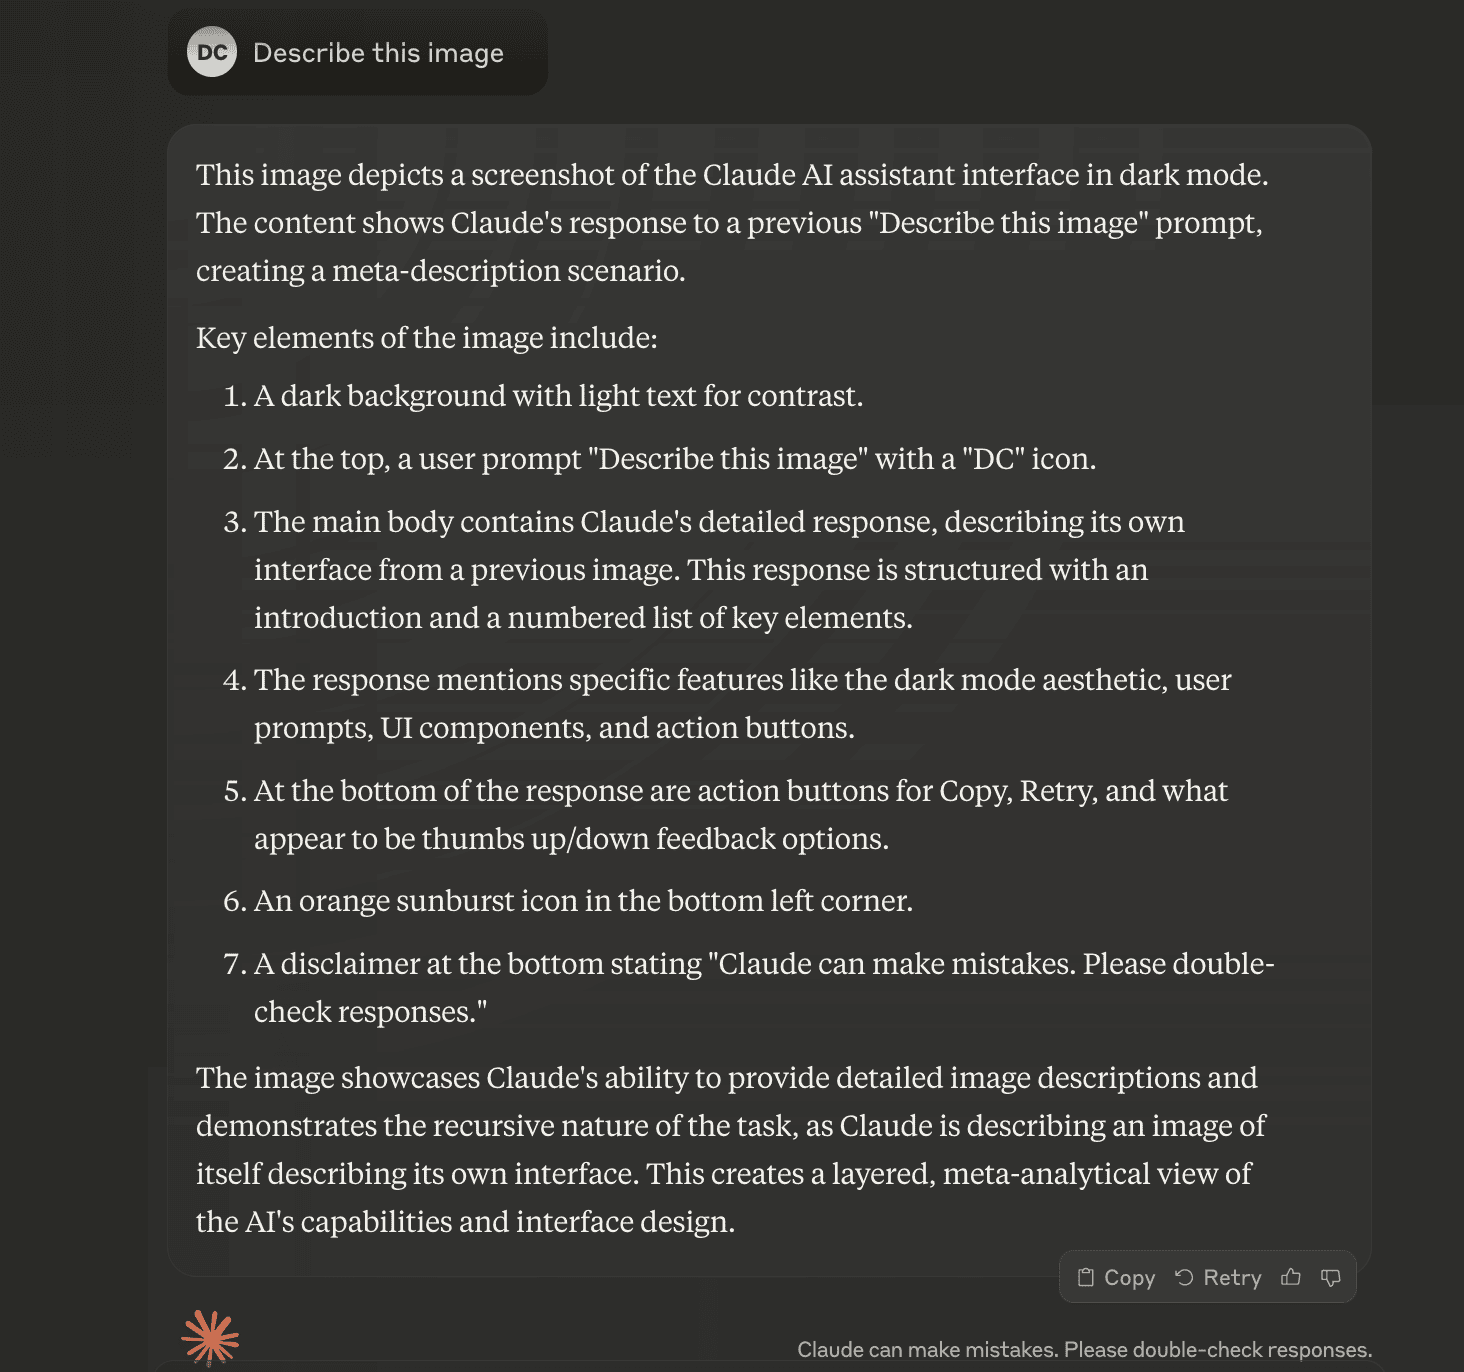 DC Describe this image
This image depicts a screenshot of the Claude AI assistant interface in dark mode.
The content shows Claude's response to a previous "Describe this image" prompt,
creating a meta-description scenario.
Key elements of the image include:
1. A dark background with light text for contrast.
2. At the top, a user prompt "Describe this image" with a "DC" icon.
3. The main body contains Claude's detailed response, describing its own
interface from a previous image. This response is structured with an
introduction and a numbered list of key elements.
4. The response mentions specific features like the dark mode aesthetic, user
prompts, UI components, and action buttons.
5. At the bottom of the response are action buttons for Copy, Retry, and what
appear to be thumbs up/down feedback options.
6. An orange sunburst icon in the bottom left corner.
7. A disclaimer at the bottom stating "Claude can make mistakes. Please double-
check responses."
The image showcases Claude's ability to provide detailed image descriptions and
demonstrates the recursive nature of the task, as Claude is describing an image of
itself describing its own interface. This creates a layered, meta-analytical view of
the AI's capabilities and interface design.
Copy Retry
Claude can make mistakes. Please double-check responses.